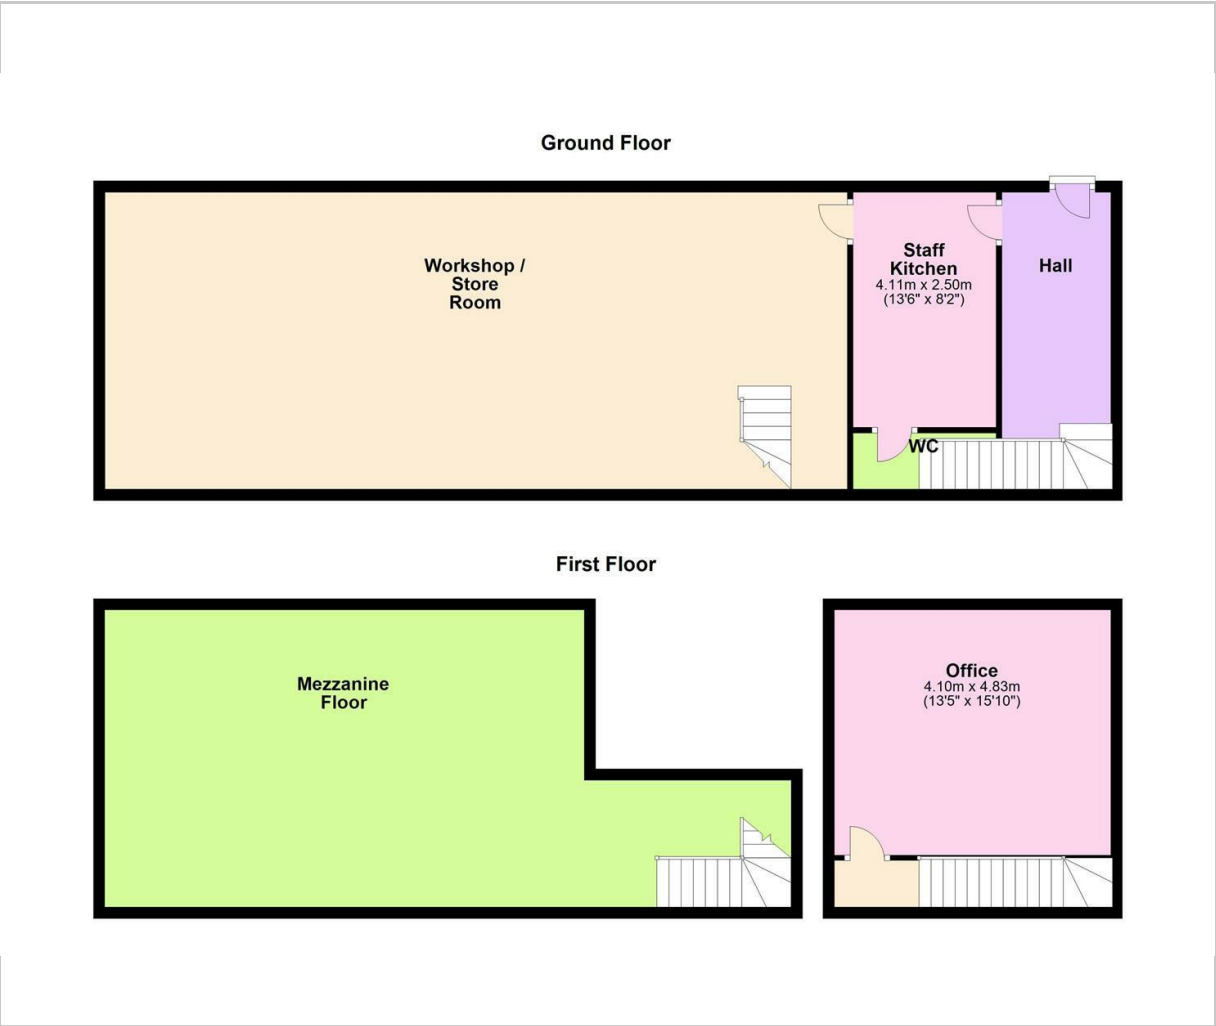 Ground Floor
Workshop /
Store
Room
Staff
Kitchen
4.11m x 2.50m
(13'6" x 8'2")
Hall
WC
First Floor
Mezzanine
Floor
Office
4.10m x 4.83m
(13'5" x 15'10")